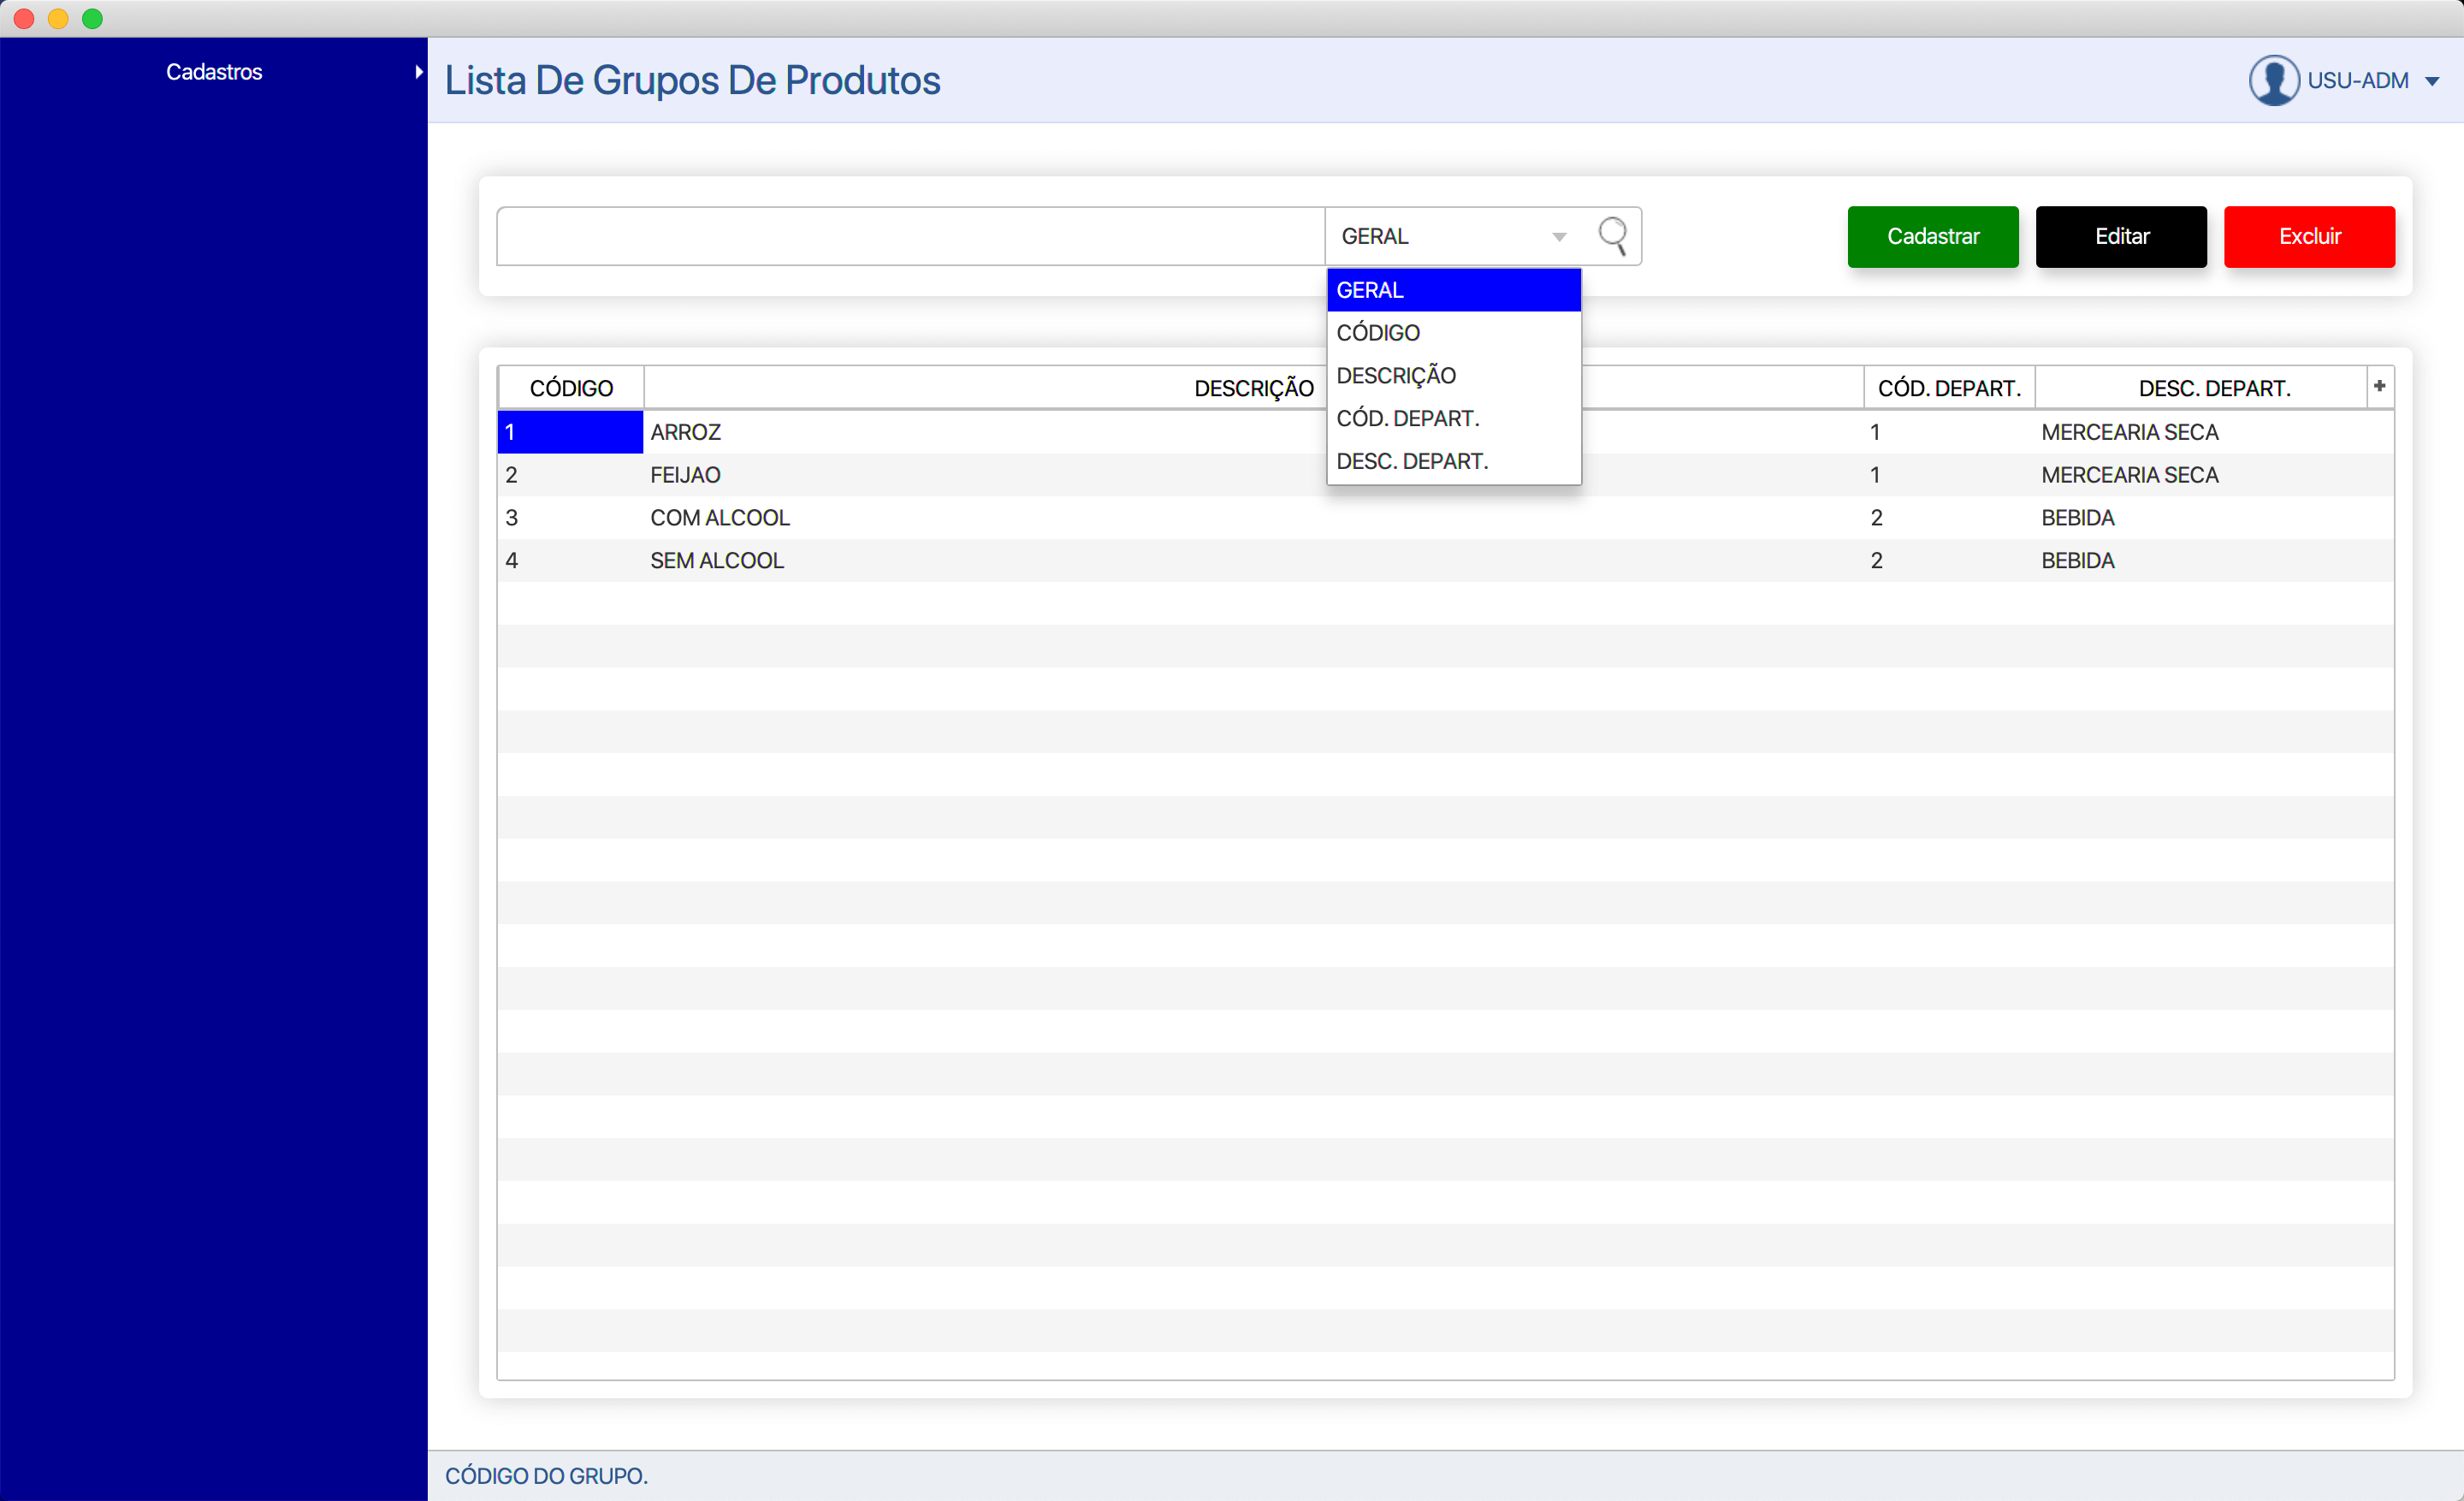 Cadastros
Lista De Grupos De Produtos
USU-ADM
GERAL
Cadastrar
Editar
Excluir
GERAL
CÓDIGO
DESCRIÇÃO
CÓD. DEPART.
DESC. DEPART.
CÓDIGO DESCRIÇÃO CÓD. DEPART. DESC. DEPART. +
1 ARROZ 1 MERCEARIA SECA
2 FEIJAO 1 MERCEARIA SECA
3 COM ALCOOL 2 BEBIDA
4 SEM ALCOOL 2 BEBIDA
CÓDIGO DO GRUPO.